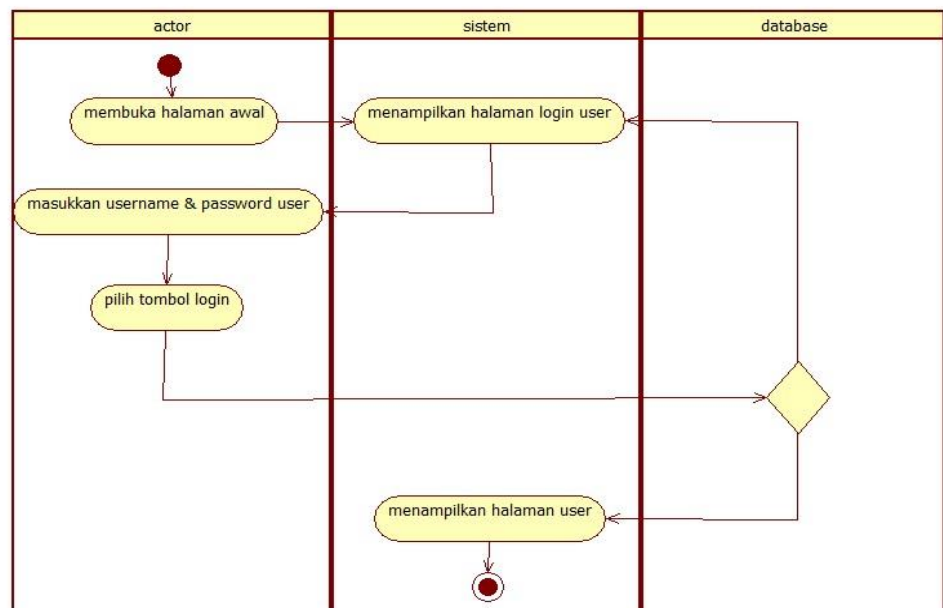 actor
sistem
database
membuka halaman awal
menampilkan halaman login user
masukkan username & password user
pilih tombol login
menampilkan halaman user